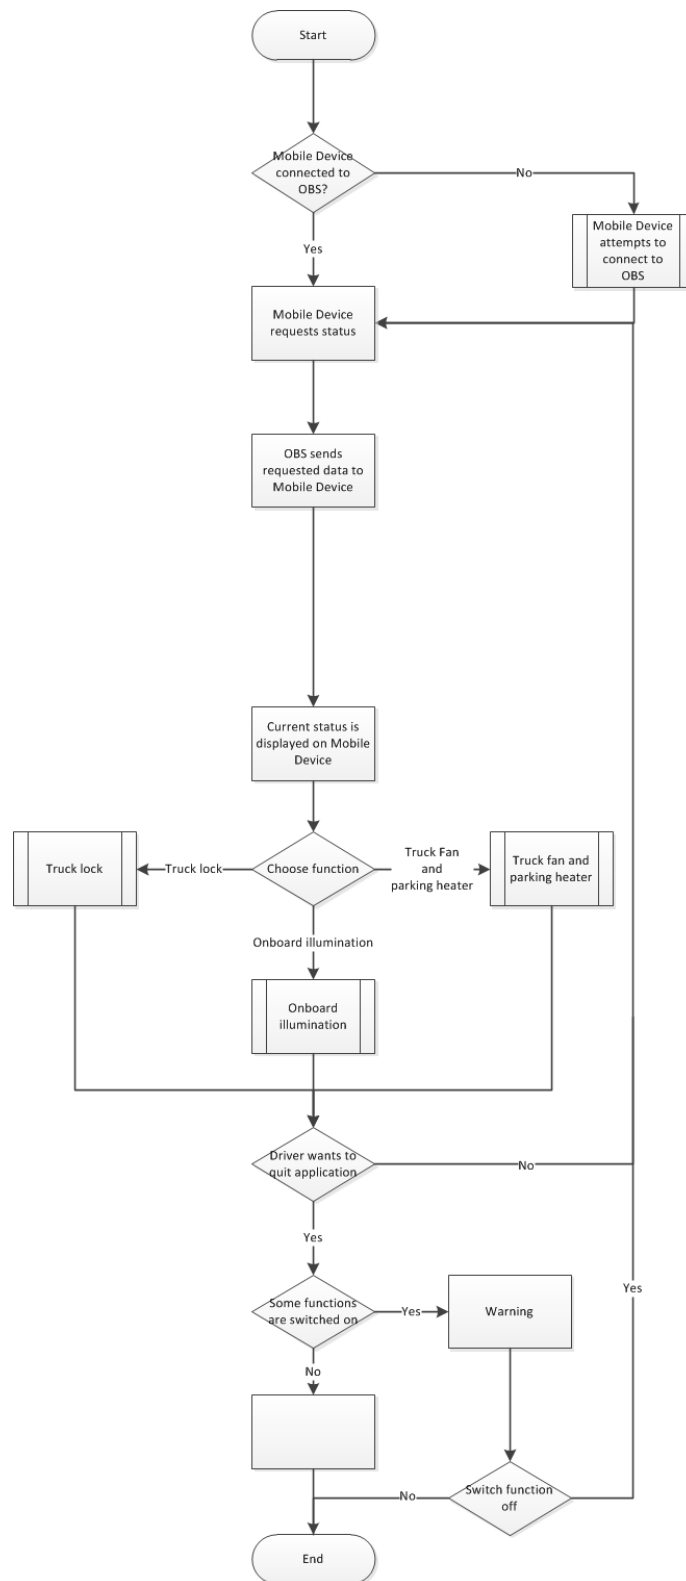 Start
Mobile Device
connected to
OBS?
No
Mobile Device
attempts to
connect to
OBS
Yes
Mobile Device
requests status
OBS sends
requested data to
Mobile Device
Current status is
displayed on Mobile
Device
Truck lock
Truck lock
Choose function
Truck Fan
and
parking heater
Truck fan and
parking heater
Onboard illumination
Onboard
illumination
Driver wants to
quit application
No
Yes
Some functions
are switched on
Yes
Warning
Yes
No
Switch function
off
No
End